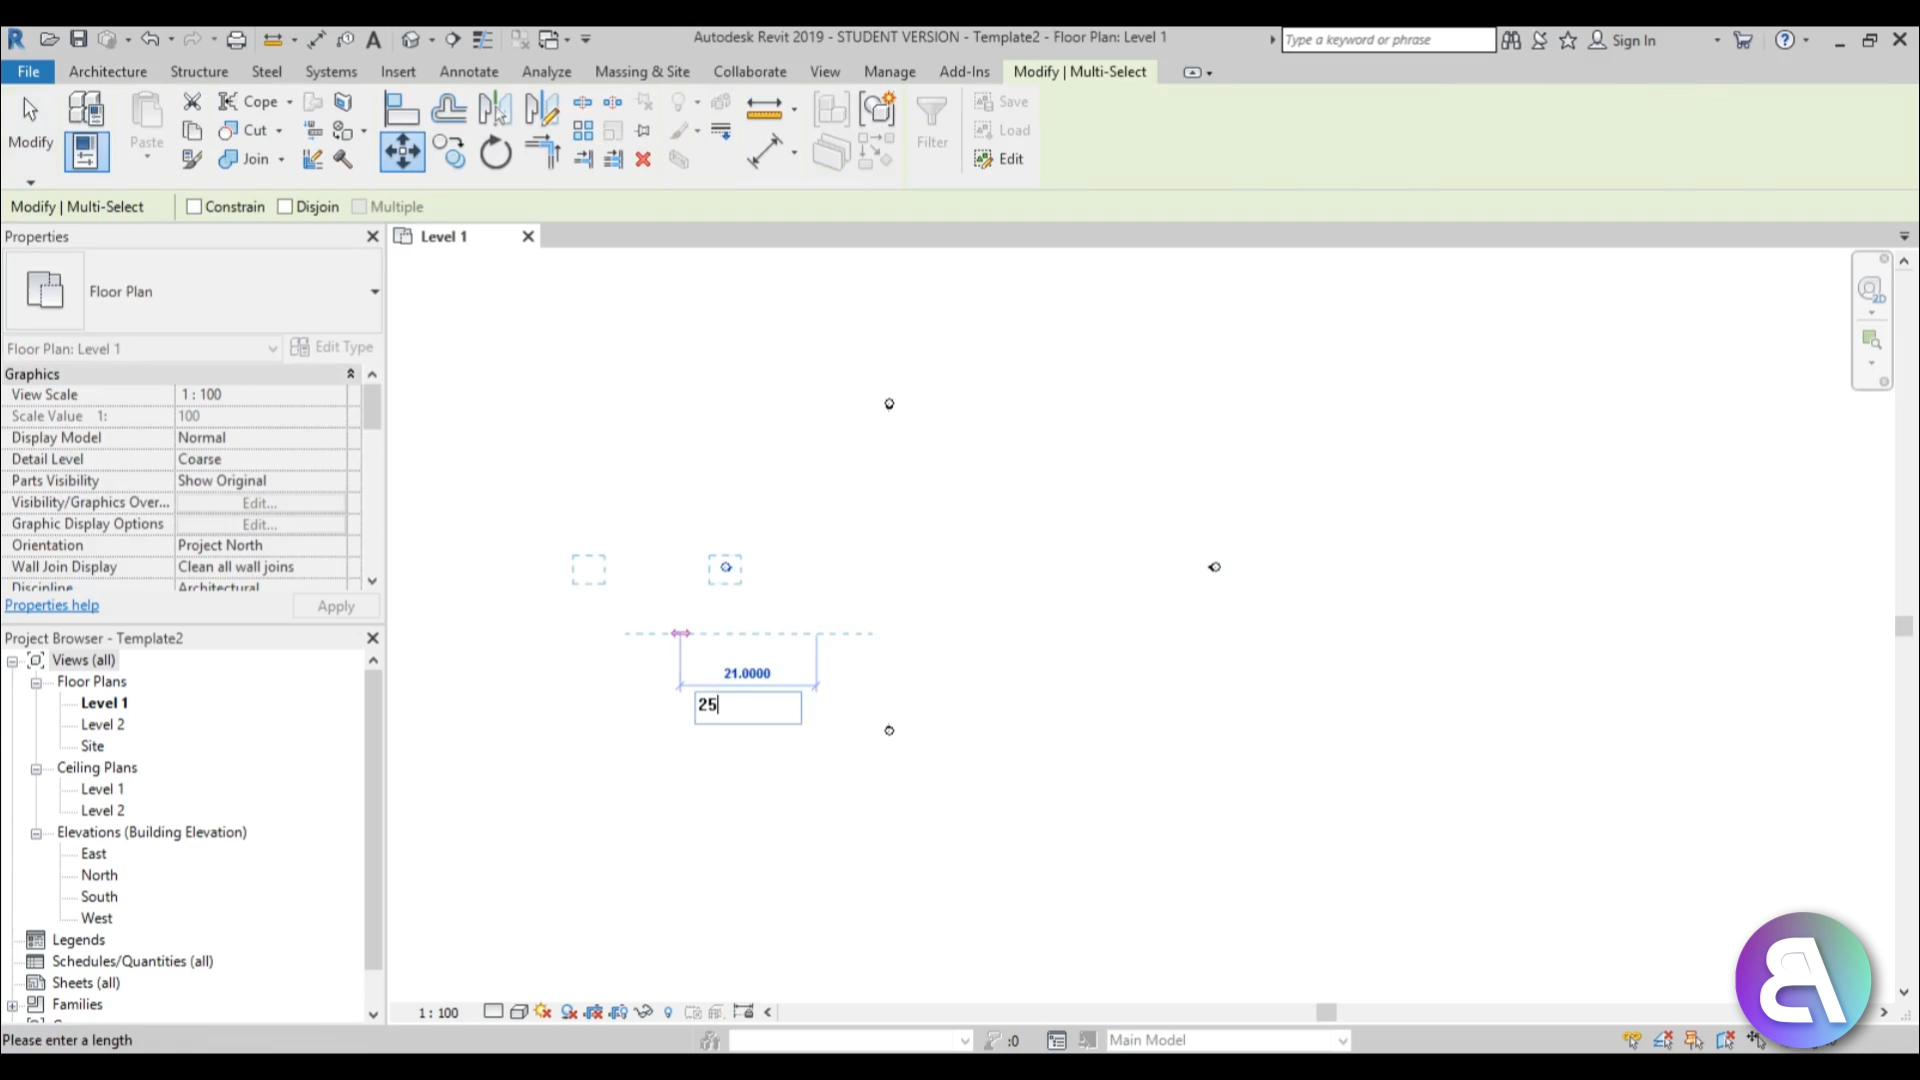 Autodesk Revit 2019 - STUDENT VERSION - Template2 - Floor Plan: Level 1
Type a keyword or phrase
Sign In
File Architecture Structure Steel Systems Insert Annotate Analyze Massing & Site Collaborate View Manage Add-Ins Modify | Multi-Select
Modify
Paste
Cope
Cut
Join
Filter
Save
Load
Edit
Modify | Multi-Select Constrain Disjoin Multiple
Properties
Level 1
Floor Plan
Floor Plan: Level 1 Edit Type
Graphics
View Scale 1 : 100
Scale Value 1: 100
Display Model Normal
Detail Level Coarse
Parts Visibility Show Original
Visibility/Graphics Over... Edit...
Graphic Display Options Edit...
Orientation Project North
Wall Join Display Clean all wall joins
Discipline Architectural
Properties help Apply
Project Browser - Template2
Views (all)
Floor Plans
Level 1
Level 2
Site
Ceiling Plans
Level 1
Level 2
Elevations (Building Elevation)
East
North
South
West
Legends
Schedules/Quantities (all)
Sheets (all)
Families
21.0000
25
2D
1 : 100
Please enter a length
:0
Main Model